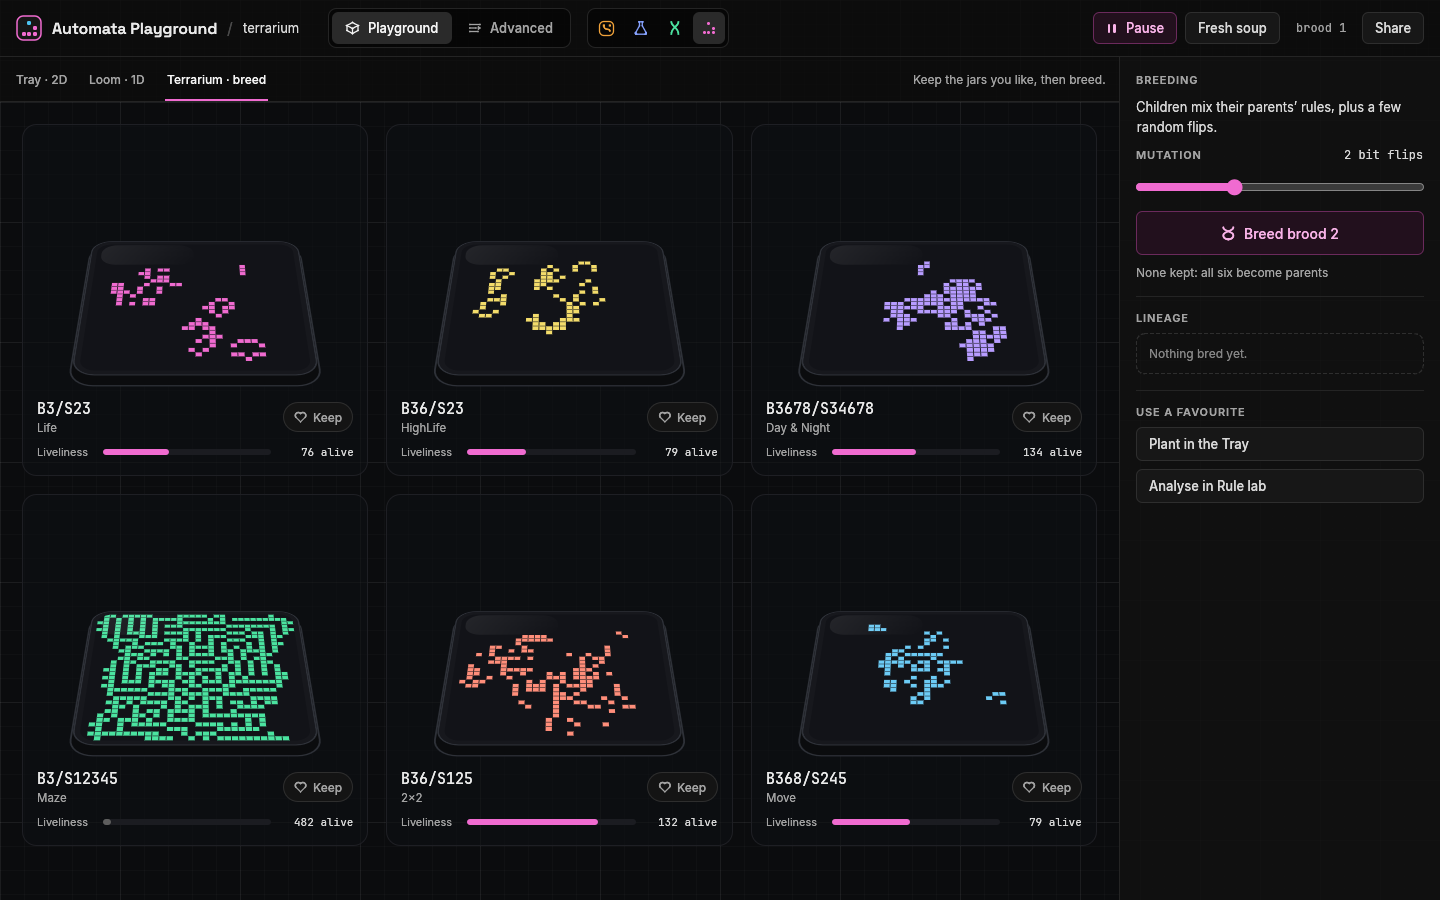 Automata Playground / terrarium
Playground
Advanced
Pause
Fresh soup
brood 1
Share
Tray · 2D
Loom · 1D
Terrarium · breed
Keep the jars you like, then breed.
B3/S23
Life
Keep
Liveliness
76 alive
B36/S23
HighLife
Keep
Liveliness
79 alive
B3678/S34678
Day & Night
Keep
Liveliness
134 alive
B3/S12345
Maze
Keep
Liveliness
482 alive
B36/S125
2×2
Keep
Liveliness
132 alive
B368/S245
Move
Keep
Liveliness
79 alive
BREEDING
Children mix their parents’ rules, plus a few
random flips.
MUTATION
2 bit flips
Breed brood 2
None kept: all six become parents
LINEAGE
Nothing bred yet.
USE A FAVOURITE
Plant in the Tray
Analyse in Rule lab